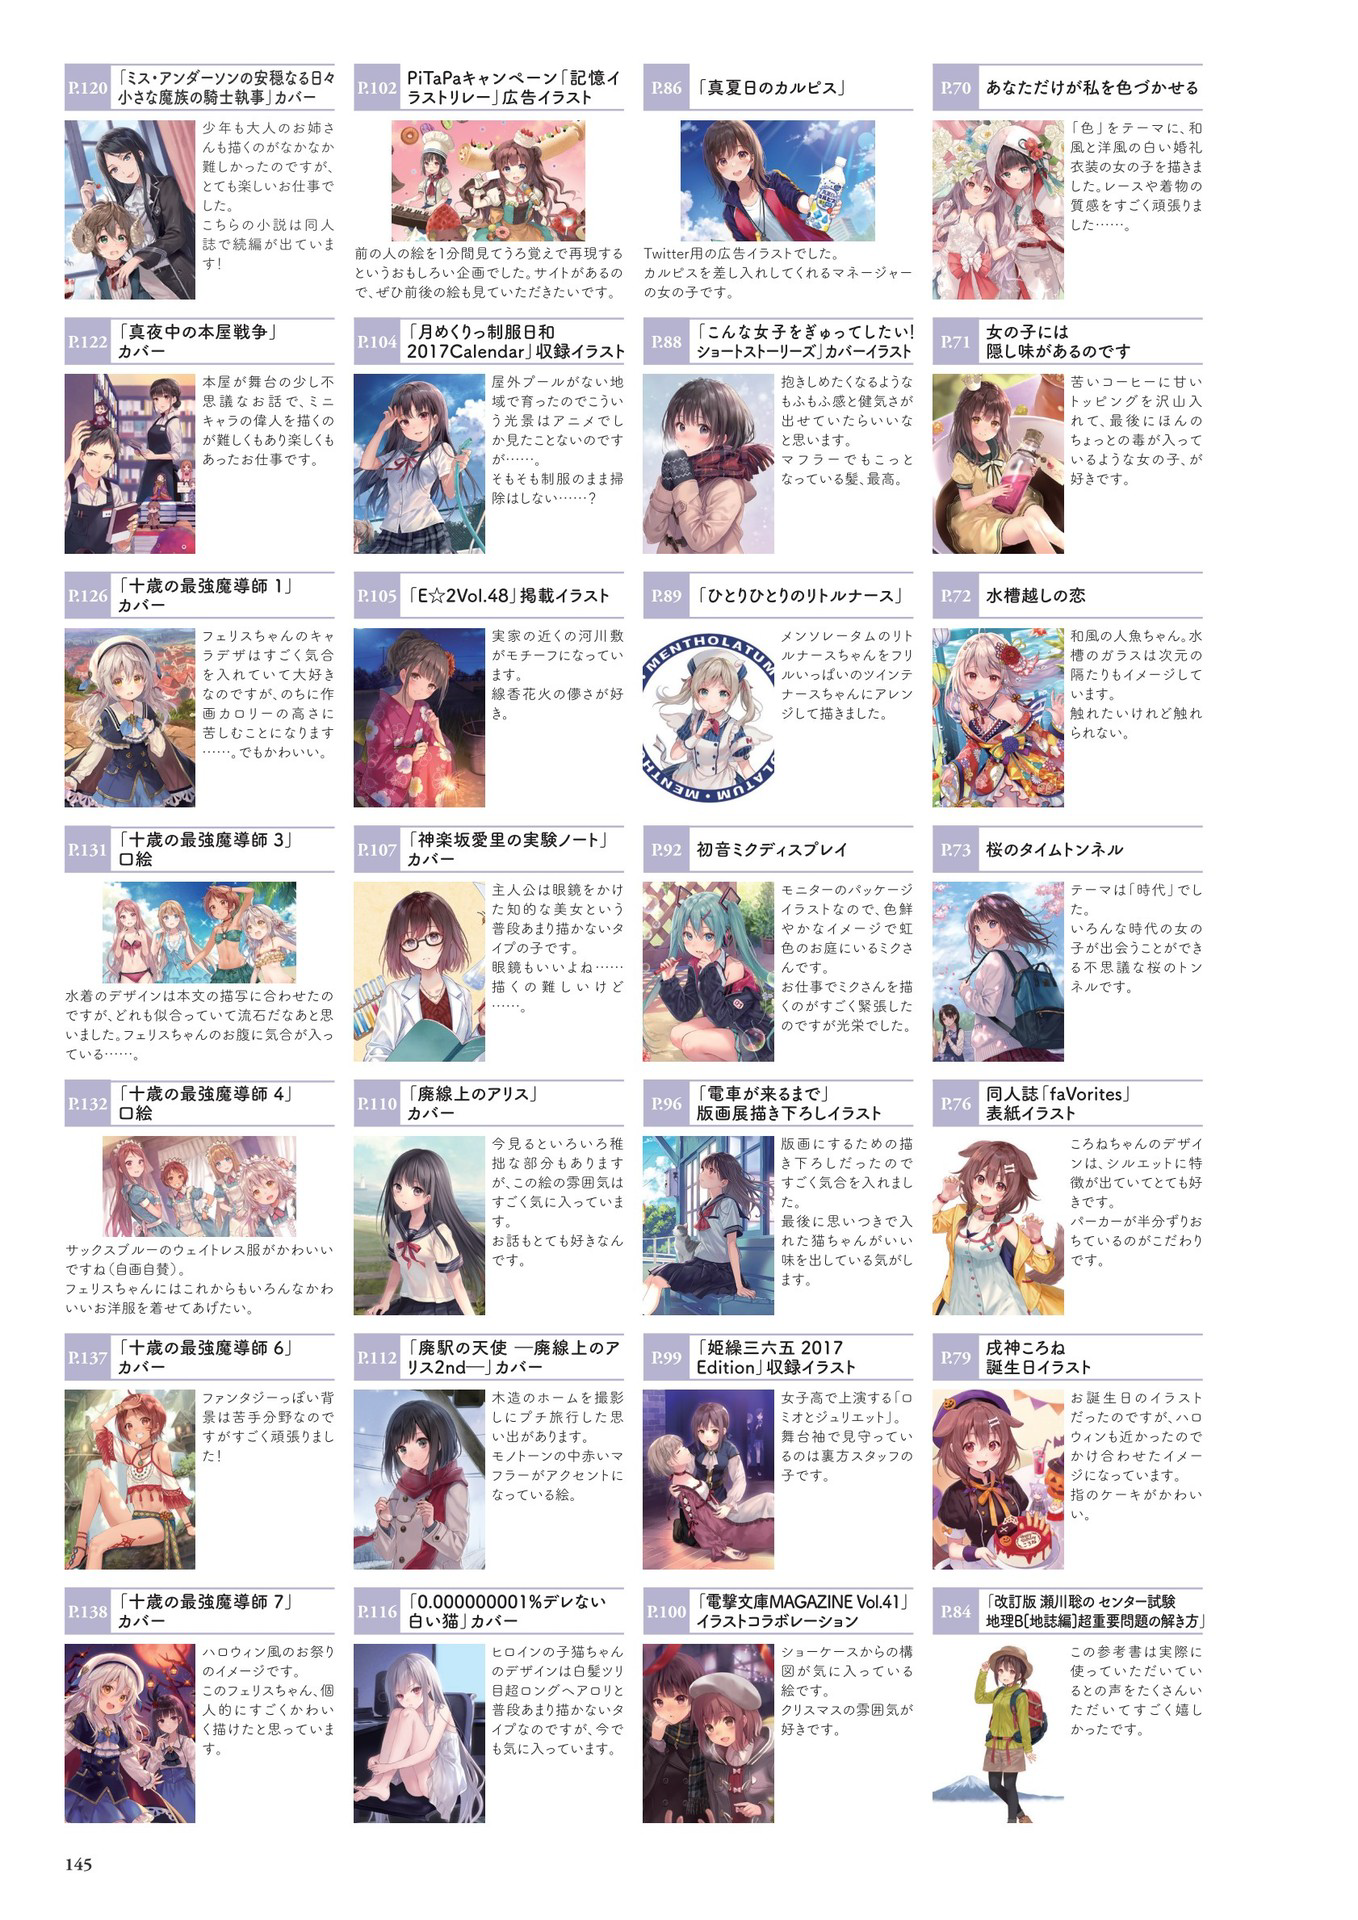 P.70
あなただけが私を色づかせる
「色」をテーマに、和
風と洋風の白い婚礼
衣装の女の子を描きま
した。レースや着物の
質感をすごく頑張りま
した……。
P.71
女の子には
隠し味があるのです
苦いコーヒーに甘い
トッピングを沢山入
れて、最後にほんの
ちょっとの毒が入って
いるような女の子、が
好きです。
P.72
水槽越しの恋
和風の人魚ちゃん。水
槽のガラスは次元の
隔たりもイメージして
います。
触れたいけれど触れ
られない。
P.73
桜のタイムトンネル
テーマは「時代」でし
た。
いろんな時代の女の
子が出会うことができ
る不思議な桜のトン
ネルです。
P.76
同人誌「faVorites」
表紙イラスト
ころねちゃんのデザイ
ンは、シルエットに特
徴が出ていてとても好
きです。
パーカーが半分ずりお
ちているのがこだわり
です。
P.79
戌神ころね
誕生日イラスト
お誕生日のイラスト
だったのですが、ハロ
ウィンも近かったので
かけ合わせたイメー
ジになっています。
指のケーキがかわい
い。
P.84
「改訂版 瀬川聡の センター試験
地理B[地誌編]超重要問題の解き方」
この参考書は実際に
使っていただいてい
るとの声をたくさんい
ただいてすごく嬉し
かったです。
P.86
「真夏日のカルピス」
Twitter用の広告イラストでした。
カルピスを差し入れしてくれるマネージャー
の女の子です。
P.88
「こんな女子をぎゅってしたい!
ショートストーリーズ」カバーイラスト
抱きしめたくなるような
もふもふ感と健気さが
出せていたらいいな
と思います。
マフラーでもこっと
なっている髪、最高。
P.89
「ひとりひとりのリトルナース」
MENTHOLATUM
メンソレータムのリト
ルナースちゃんをフリ
ルいっぱいのツインテ
ナースちゃんにアレン
ジして描きました。
P.92
初音ミクディスプレイ
モニターのパッケージ
イラストなので、色鮮
やかなイメージで虹
色のお庭にいるミクさ
んです。
お仕事でミクさんを描
くのがすごく緊張した
のですが光栄でした。
P.96
「電車が来るまで」
版画展描き下ろしイラスト
版画にするための描
き下ろしだったので
すごく気合を入れまし
た。
最後に思いつきで入
れた猫ちゃんがいい
味を出している気がし
ます。
P.99
「姫繰三六五 2017
Edition」収録イラスト
女子高で上演する「ロ
ミオとジュリエット」。
舞台袖で見守ってい
るのは裏方スタッフの
子です。
P.100
「電撃文庫MAGAZINE Vol.41」
イラストコラボレーション
ショーケースからの構
図が気に入っている
絵です。
クリスマスの雰囲気が
好きです。
P.102
PiTaPaキャンペーン「記憶イ
ラストリレー」広告イラスト
前の人の絵を1分間見てうろ覚えで再現する
というおもしろい企画でした。サイトがあるの
で、ぜひ前後の絵も見ていただきたいです。
P.104
「月めくりっ制服日和
2017Calendar」収録イラスト
屋外プールがない地
域で育ったのでこうい
う光景はアニメでし
か見たことないのです
が……。
そもそも制服のまま掃
除はしない……?
P.105
「E☆2Vol.48」掲載イラスト
実家の近くの河川敷
がモチーフになってい
ます。
線香花火の儚さが好
き。
P.107
「神楽坂愛里の実験ノート」
カバー
主人公は眼鏡をかけ
た知的な美女という
普段あまり描かないタ
イプの子です。
眼鏡もいいよね……
描くの難しいけど
……。
P.110
「廃線上のアリス」
カバー
今見るといろいろ稚
拙な部分もあります
が、この絵の雰囲気は
すごく気に入っていま
す。
お話もとても好きなん
です。
P.112
「廃駅の天使 ―廃線上のア
リス2nd―」カバー
木造のホームを撮影
しにプチ旅行した思
い出があります。
モノトーンの中赤いマ
フラーがアクセントに
なっている絵。
P.116
「0.000000001%デレない
白い猫」カバー
ヒロインの子猫ちゃん
のデザインは白髪ツリ
目超ロングヘアロリと
普段あまり描かないタ
イプなのですが、今で
も気に入っています。
P.120
「ミス・アンダーソンの安穏なる日々
小さな魔族の騎士執事」カバー
少年も大人のお姉さ
んも描くのがなかなか
難しかったのですが、
とても楽しいお仕事で
した。
こちらの小説は同人
誌で続編が出ていま
す!
P.122
「真夜中の本屋戦争」
カバー
本屋が舞台の少し不
思議なお話で、ミニ
キャラの偉人を描くの
が難しくもあり楽しくも
あったお仕事です。
P.126
「十歳の最強魔導師 1」
カバー
フェリスちゃんのキャ
ラデザはすごく気合
を入れていて大好き
なのですが、のちに作
画カロリーの高さに
苦しむことになります
……。でもかわいい。
P.131
「十歳の最強魔導師 3」
口絵
水着のデザインは本文の描写に合わせたの
ですが、どれも似合っていて流石だなあと思
いました。フェリスちゃんのお腹に気合が入っ
ている……。
P.132
「十歳の最強魔導師 4」
口絵
サックスブルーのウェイトレス服がかわいい
ですね(自画自賛)。
フェリスちゃんにはこれからもいろんなかわ
いいお洋服を着せてあげたい。
P.137
「十歳の最強魔導師 6」
カバー
ファンタジーっぽい背
景は苦手分野なので
すがすごく頑張りまし
た!
P.138
「十歳の最強魔導師 7」
カバー
ハロウィン風のお祭り
のイメージです。
このフェリスちゃん、個
人的にすごくかわい
く描けたと思っていま
す。
145